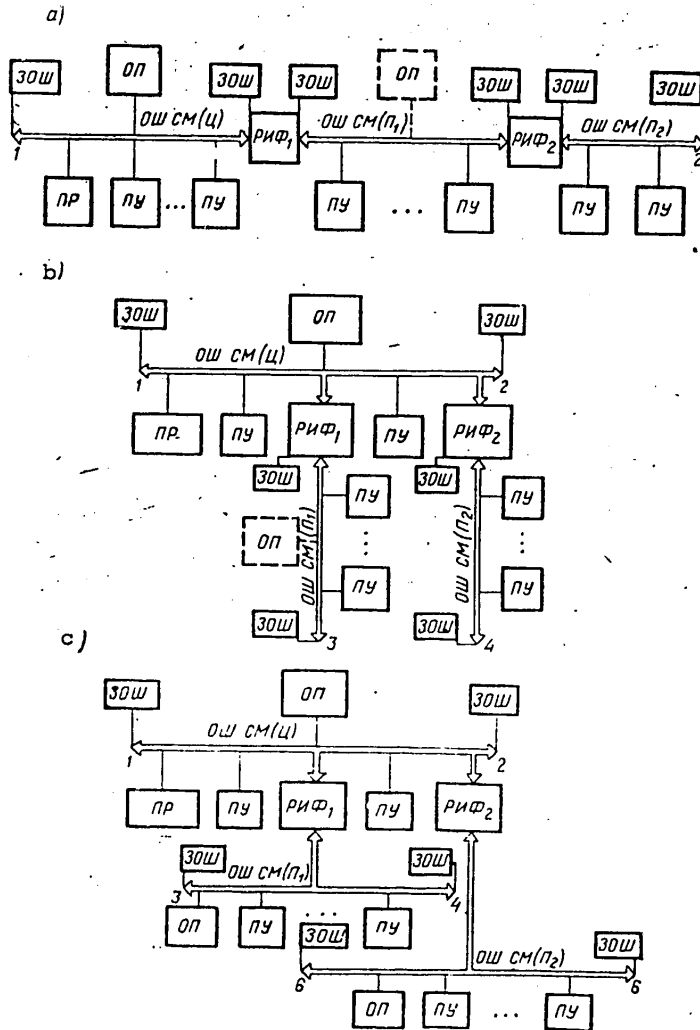 a)
ЗОШ ОП ЗОШ ЗОШ ОП ЗОШ ЗОШ ЗОШ
ОШ СМ(Ц) РИФ1 ОШ СМ(П1) РИФ2 ОШ СМ(П2)
1 2
ПР ПУ ... ПУ ПУ ... ПУ ПУ ПУ
b)
ЗОШ ОП ЗОШ
ОШ СМ(Ц)
1 2
ПР ПУ РИФ1 ПУ РИФ2
ЗОШ ЗОШ
ПУ ПУ
ОП ОШ СМ(П1) ... ОШ СМ(П2) ...
ПУ ПУ
ЗОШ ЗОШ
3 4
c)
ЗОШ ОП ЗОШ
ОШ СМ(Ц)
1 2
ПР ПУ РИФ1 ПУ РИФ2
ЗОШ ОШ СМ(П1) ЗОШ
3 4
ОП ПУ ... ПУ
ЗОШ ОШ СМ(П2) ЗОШ
6 6
ОП ПУ ... ПУ